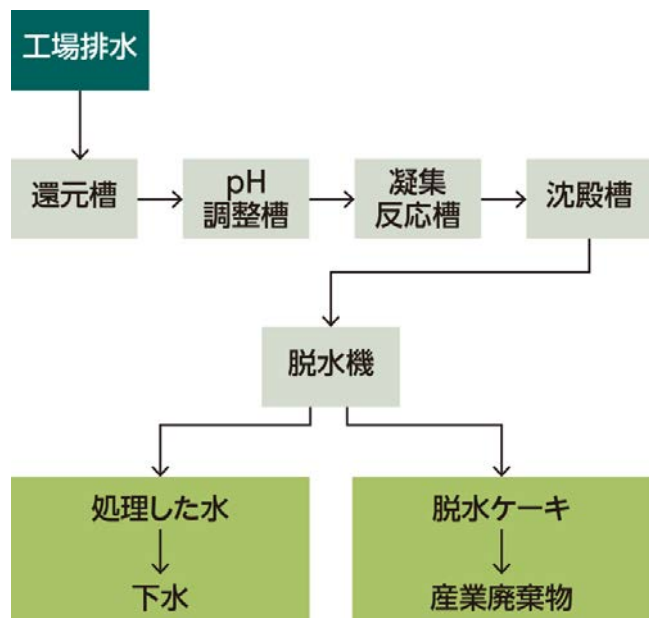 工場排水
還元槽
pH
調整槽
凝集
反応槽
沈殿槽
脱水機
処理した水
下水
脱水ケーキ
産業廃棄物